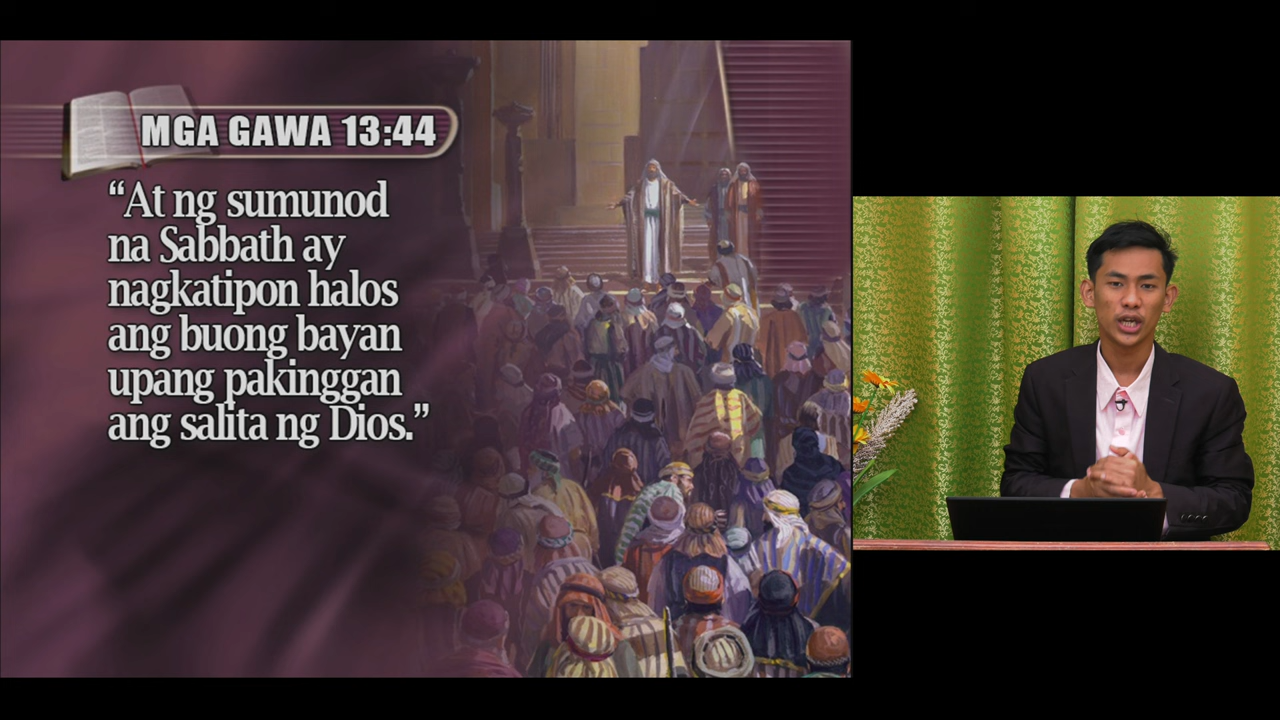 MGA GAWA 13:44
“At ng sumunod
na Sabbath ay
nagkatipon halos
ang buong bayan
upang pakinggan
ang salita ng Dios.”